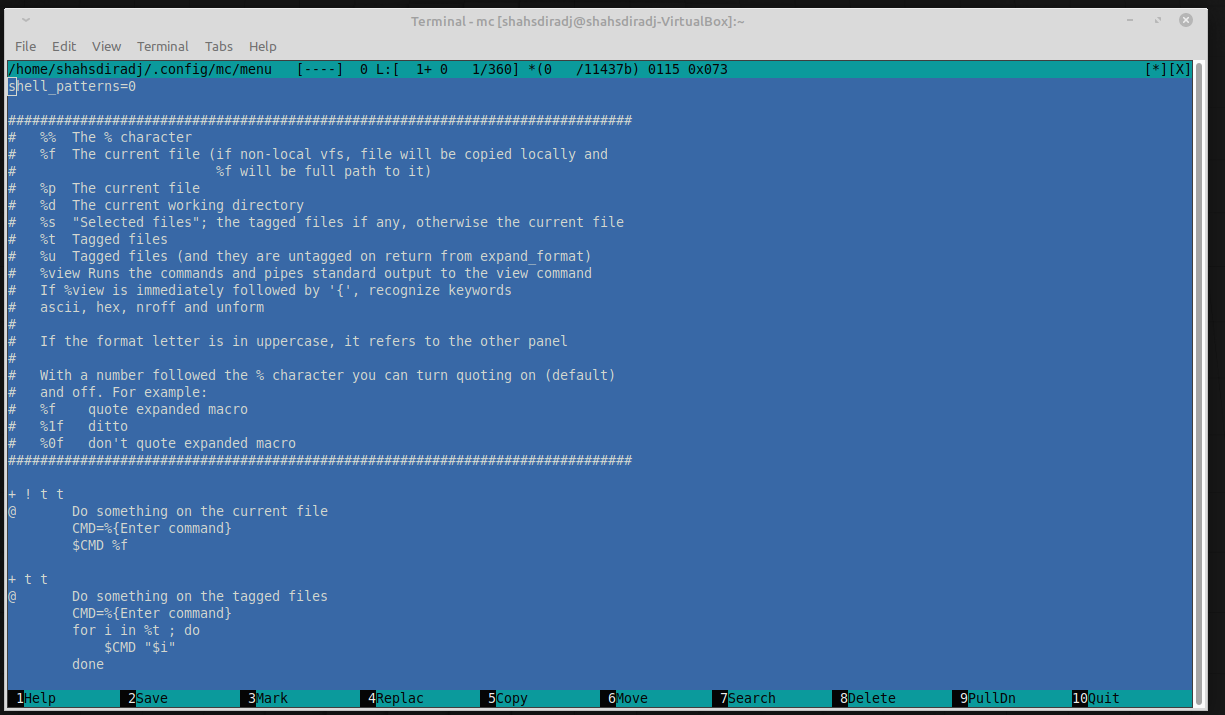 Terminal - mc [shahsdiradj@shahsdiradj-VirtualBox]:~
File Edit View Terminal Tabs Help
/home/shahsdiradj/.config/mc/menu   [----]  0 L:[  1+ 0   1/360] *(0   /11437b) 0115 0x073   [*][X]
shell_patterns=0
##############################################################################
#   %%  The % character
#   %f  The current file (if non-local vfs, file will be copied locally and
#                         %f will be full path to it)
#   %p  The current file
#   %d  The current working directory
#   %s  "Selected files"; the tagged files if any, otherwise the current file
#   %t  Tagged files
#   %u  Tagged files (and they are untagged on return from expand_format)
#   %view Runs the commands and pipes standard output to the view command
#   If %view is immediately followed by '{', recognize keywords
#   ascii, hex, nroff and unform
#
#   If the format letter is in uppercase, it refers to the other panel
#
#   With a number followed the % character you can turn quoting on (default)
#   and off. For example:
#   %f    quote expanded macro
#   %1f   ditto
#   %0f   don't quote expanded macro
##############################################################################
+ ! t t
@       Do something on the current file
        CMD=%{Enter command}
        $CMD %f
+ t t
@       Do something on the tagged files
        CMD=%{Enter command}
        for i in %t ; do
            $CMD "$i"
        done
1Help 2Save 3Mark 4Replac 5Copy 6Move 7Search 8Delete 9PullDn 10Quit